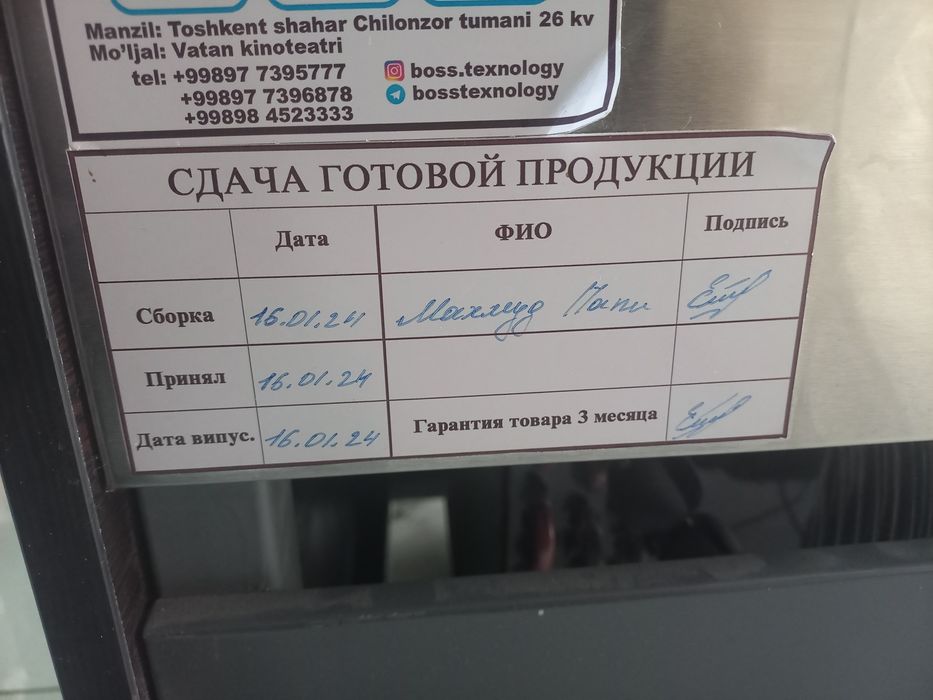 Manzil: Toshkent shahar Chilonzor tumani 26 kv
Mo'ljal: Vatan kinoteatri
tel: +99897 7395777
+99897 7396878
+99898 4523333
boss.texnology
bosstexnology
СДАЧА ГОТОВОЙ ПРОДУКЦИИ
Дата ФИО Подпись
Сборка 16.01.24 Махмуд Папи
Принял 16.01.24
Дата випус. 16.01.24 Гарантия товара 3 месяца